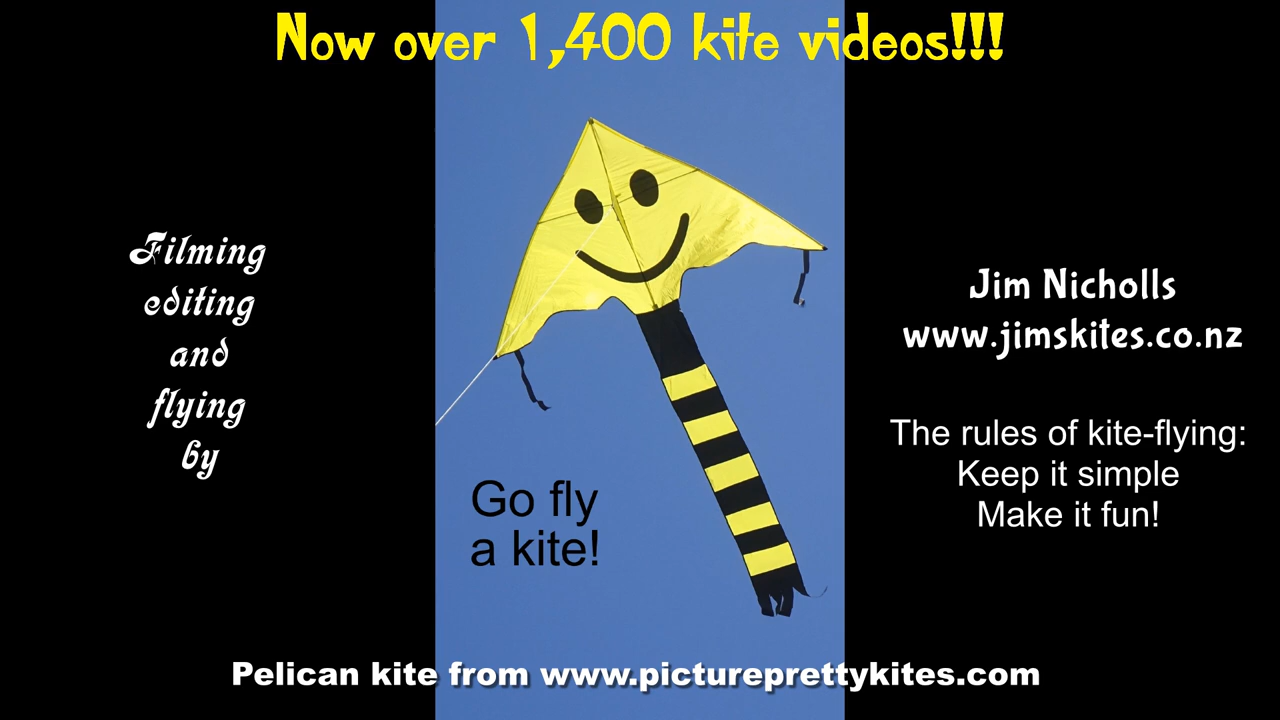 Now over 1,400 kite videos!!!
Filming
editing
and
flying
by
Jim Nicholls
www.jimskites.co.nz
The rules of kite-flying:
Keep it simple
Make it fun!
Go fly
a kite!
Pelican kite from www.pictureprettykites.com